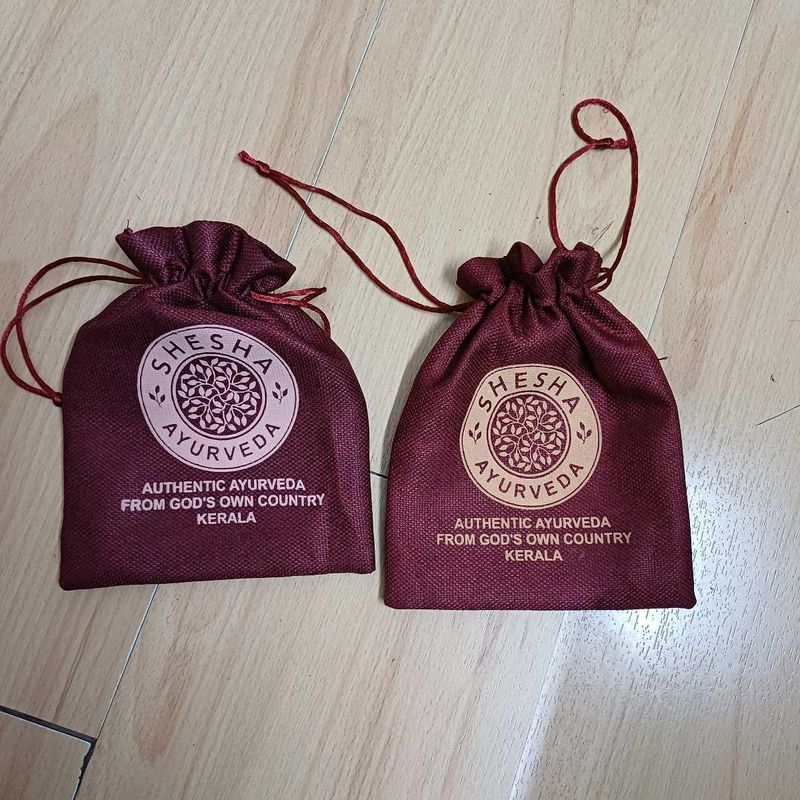 SHESHA
AYURVEDA
AUTHENTIC AYURVEDA
FROM GOD'S OWN COUNTRY
KERALA
SHESHA
AYURVEDA
AUTHENTIC AYURVEDA
FROM GOD'S OWN COUNTRY
KERALA